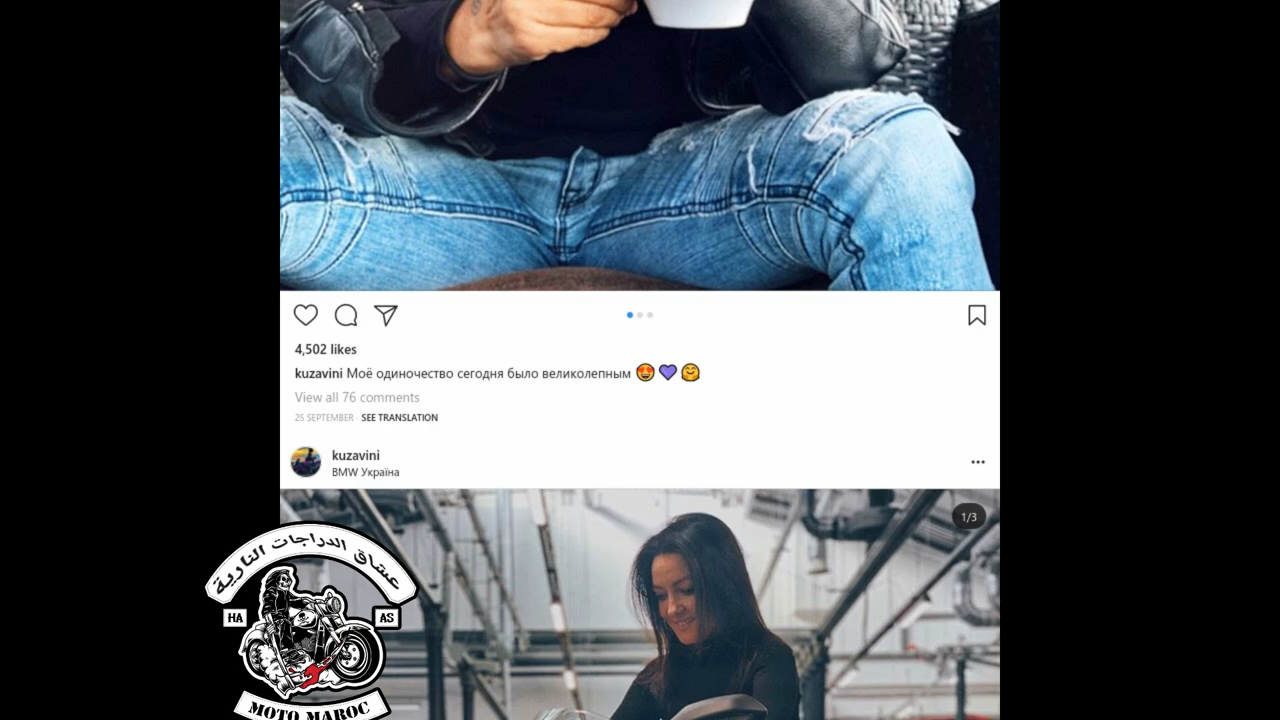 4,502 likes
kuzavini Моё одиночество сегодня было великолепным 😍💜🤗
View all 76 comments
25 SEPTEMBER · SEE TRANSLATION
kuzavini
BMW Україна
1/3
عشاق الدراجات النارية
HA
AS
MOTO MAROC